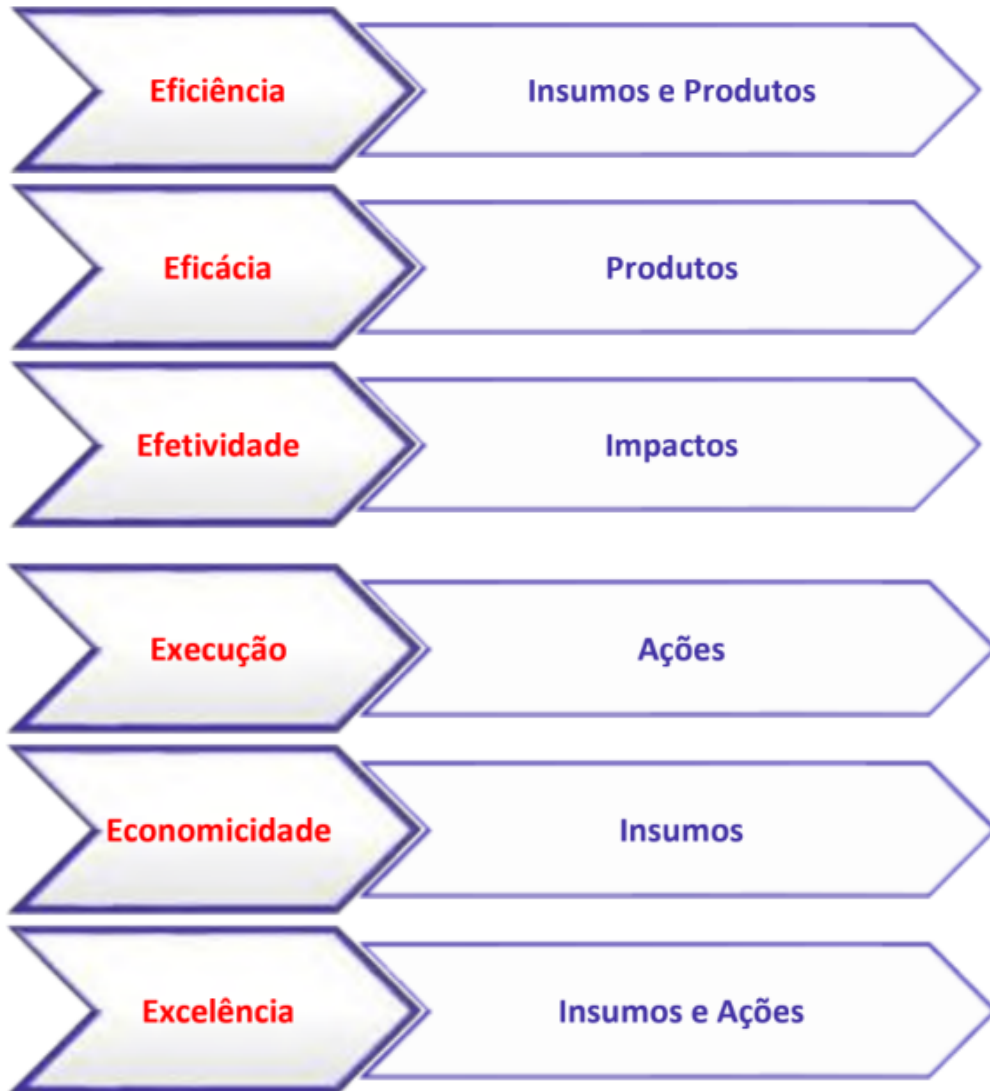 Eficiência
Insumos e Produtos
Eficácia
Produtos
Efetividade
Impactos
Execução
Ações
Economicidade
Insumos
Excelência
Insumos e Ações